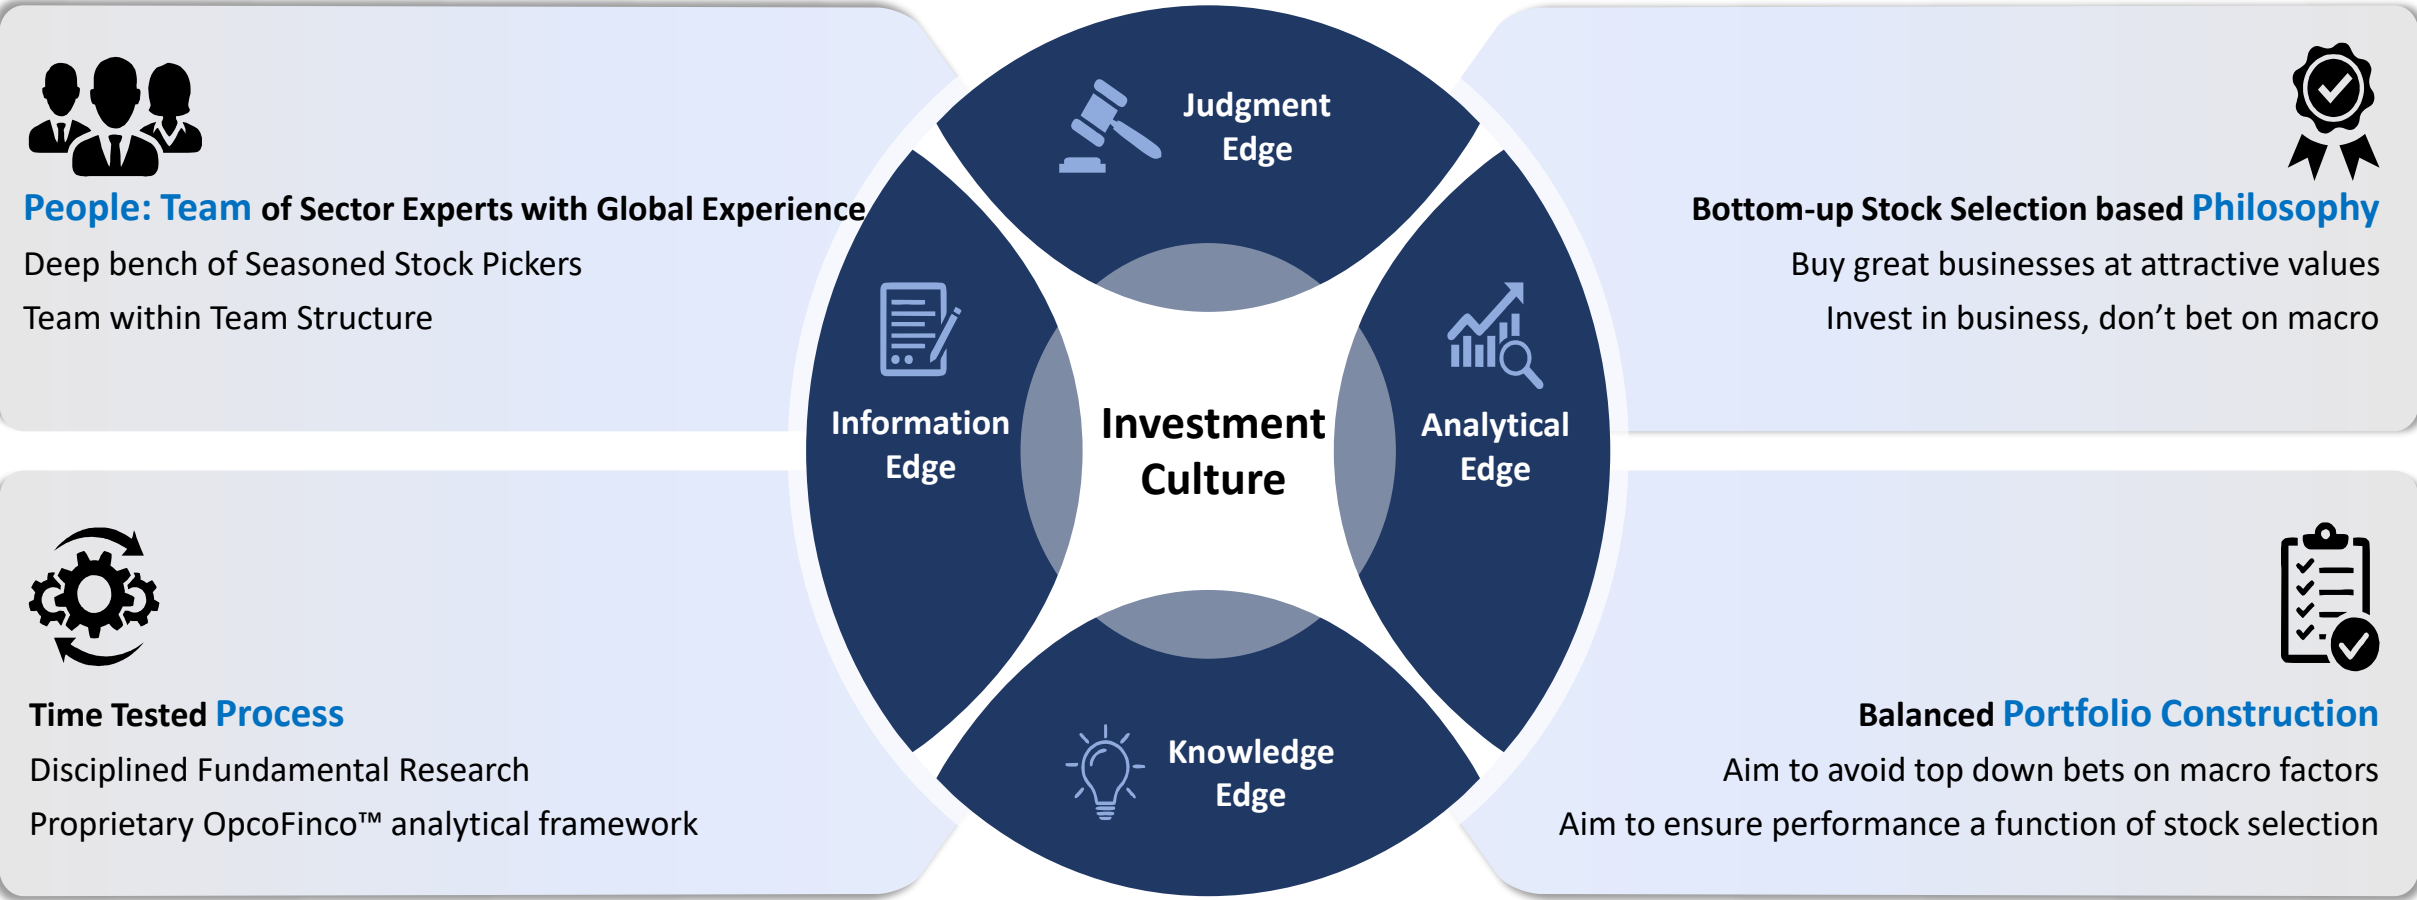 People: Team of Sector Experts with Global Experience
Deep bench of Seasoned Stock Pickers
Team within Team Structure
Judgment
Edge
Bottom-up Stock Selection based Philosophy
Buy great businesses at attractive values
Invest in business, don’t bet on macro
Information
Edge
Investment
Culture
Analytical
Edge
Time Tested Process
Disciplined Fundamental Research
Proprietary OpcoFinco™ analytical framework
Knowledge
Edge
Balanced Portfolio Construction
Aim to avoid top down bets on macro factors
Aim to ensure performance a function of stock selection